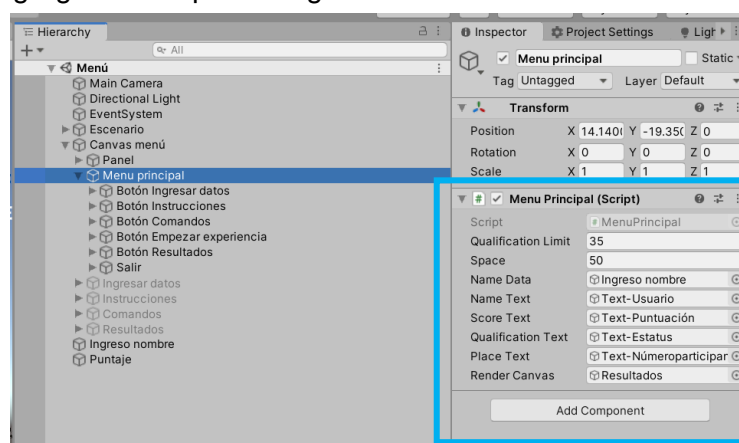 Hierarchy
All
Menú
Main Camera
Directional Light
EventSystem
Escenario
Canvas menú
Panel
Menu principal
Botón Ingresar datos
Botón Instrucciones
Botón Comandos
Botón Empezar experiencia
Botón Resultados
Salir
Ingresar datos
Instrucciones
Comandos
Resultados
Ingreso nombre
Puntaje
Inspector Project Settings Ligh
Menu principal Static
Tag Untagged Layer Default
Transform
Position X 14.140 Y -19.35 Z 0
Rotation X 0 Y 0 Z 0
Scale X 1 Y 1 Z 1
Menu Principal (Script)
Script MenuPrincipal
Qualification Limit 35
Space 50
Name Data Ingreso nombre
Name Text Text-Usuario
Score Text Text-Puntuación
Qualification Text Text-Estatus
Place Text Text-Númeroparticipar
Render Canvas Resultados
Add Component